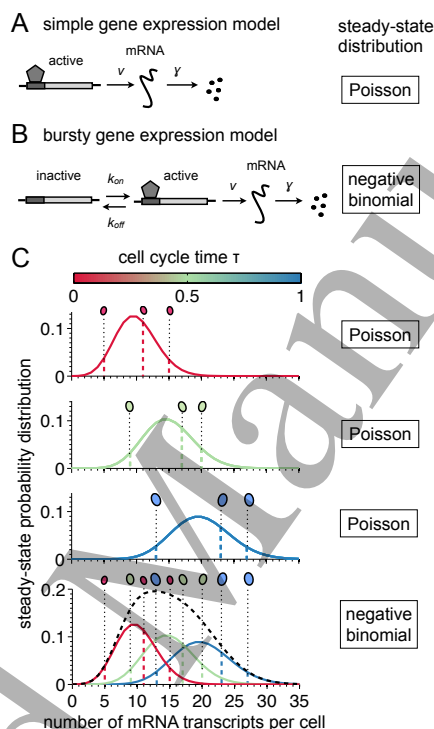 A simple gene expression model
steady-state
distribution
active
mRNA
v
γ
Poisson
B bursty gene expression model
inactive
k_on
k_off
active
mRNA
v
γ
negative
binomial
C
cell cycle time τ
0 0.5 1
steady-state probability distribution
0.1
0
Poisson
0.1
0
Poisson
0.1
0
Poisson
0.2
0.1
0
negative
binomial
0 5 10 15 20 25 30 35
number of mRNA transcripts per cell